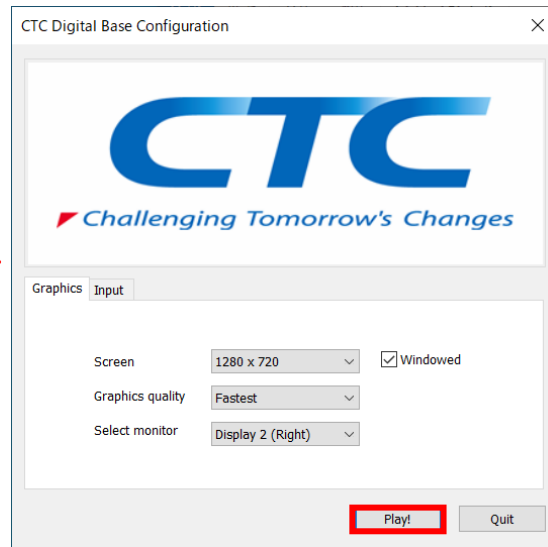 CTC Digital Base Configuration
CTC
Challenging Tomorrow's Changes
Graphics Input
Screen 1280 x 720 Windowed
Graphics quality Fastest
Select monitor Display 2 (Right)
Play! Quit